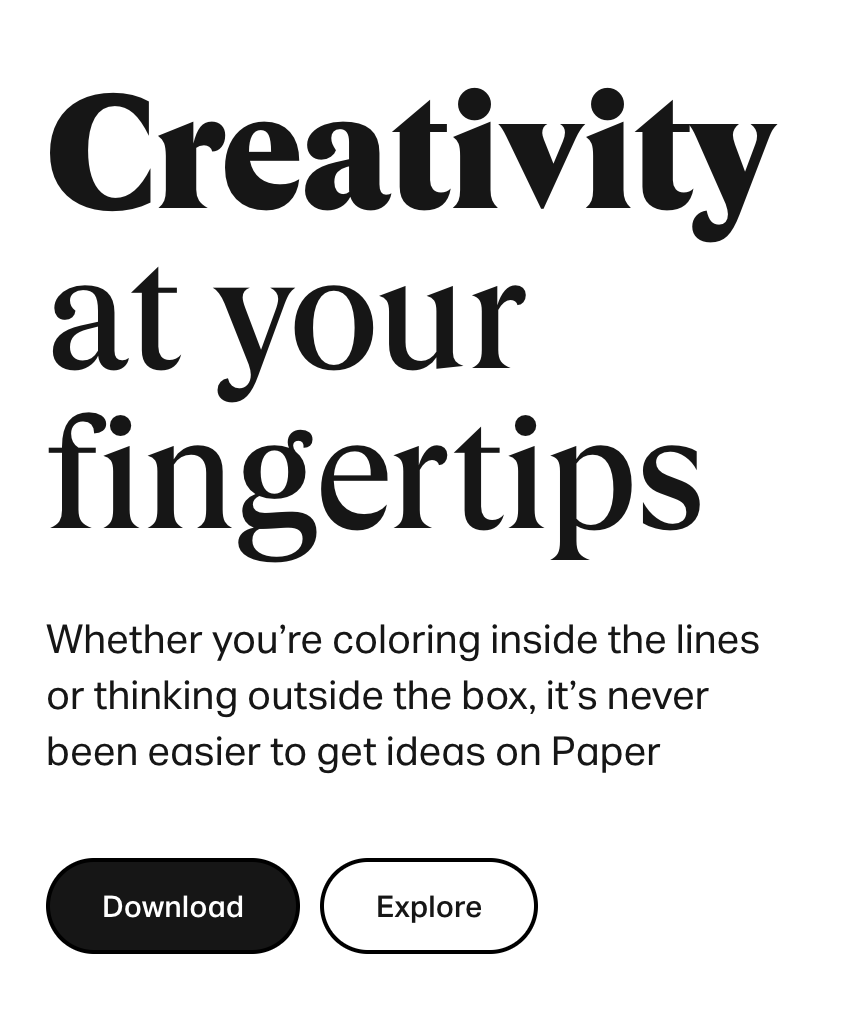 Creativity
at your
fingertips
Whether you’re coloring inside the lines
or thinking outside the box, it’s never
been easier to get ideas on Paper
Download
Explore